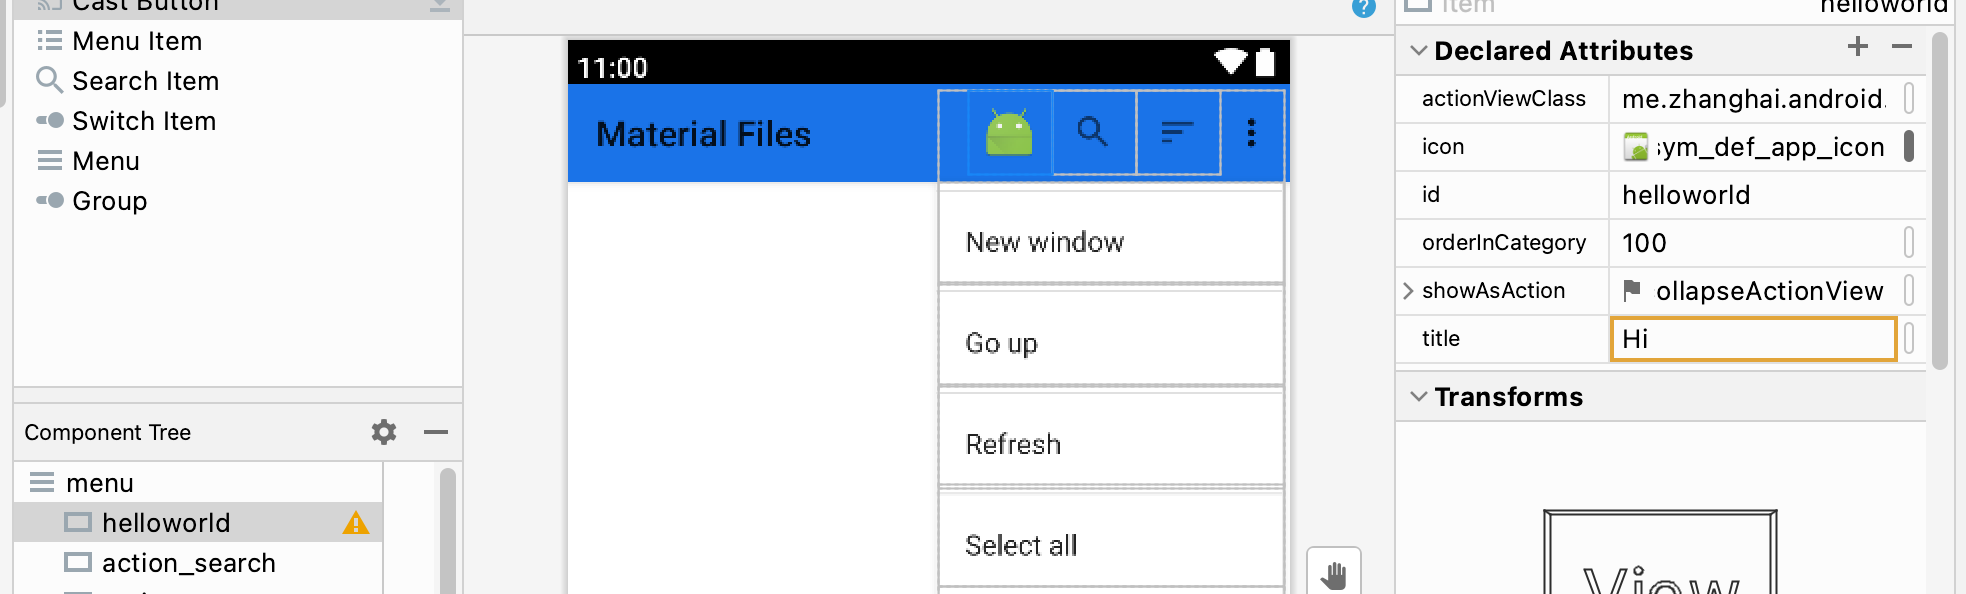 Cast Button
Menu Item
Search Item
Switch Item
Menu
Group
Component Tree
menu
helloworld
action_search
?
11:00
Material Files
New window
Go up
Refresh
Select all
Item
helloworld
Declared Attributes
actionViewClass me.zhanghai.android.
icon sym_def_app_icon
id helloworld
orderInCategory 100
showAsAction ollapseActionView
title Hi
Transforms
View